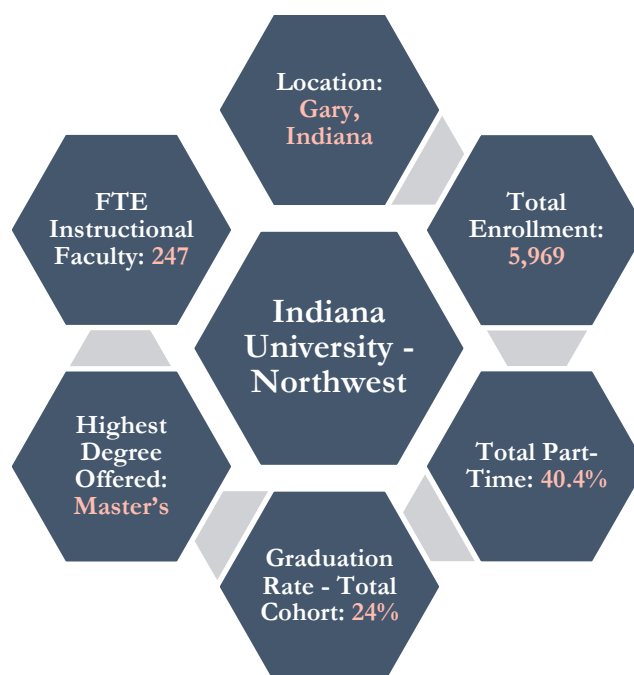 Location:
Gary,
Indiana
Total
Enrollment:
5,969
Total Part-
Time: 40.4%
Graduation
Rate - Total
Cohort: 24%
Highest
Degree
Offered:
Master’s
FTE
Instructional
Faculty: 247
Indiana
University -
Northwest